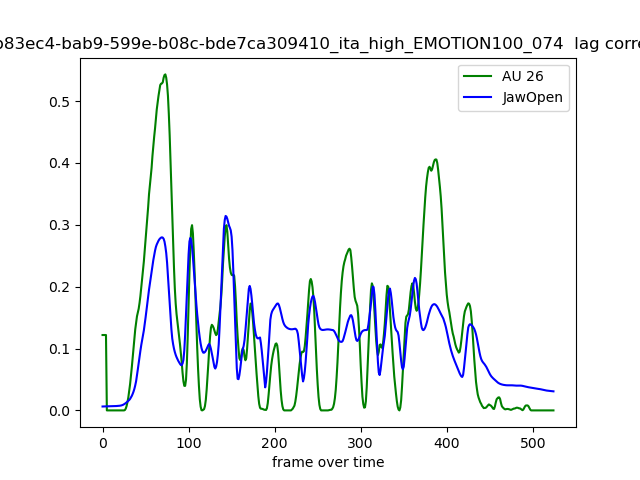 b83ec4-bab9-599e-b08c-bde7ca309410_ita_high_EMOTION100_074 lag corre
AU 26
JawOpen
0.5
0.4
0.3
0.2
0.1
0.0
0 100 200 300 400 500
frame over time